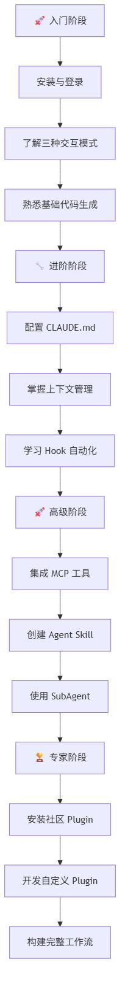 🚀 入门阶段
安装与登录
了解三种交互模式
熟悉基础代码生成
🔧 进阶阶段
配置 CLAUDE.md
掌握上下文管理
学习 Hook 自动化
🚀 高级阶段
集成 MCP 工具
创建 Agent Skill
使用 SubAgent
🏆 专家阶段
安装社区 Plugin
开发自定义 Plugin
构建完整工作流